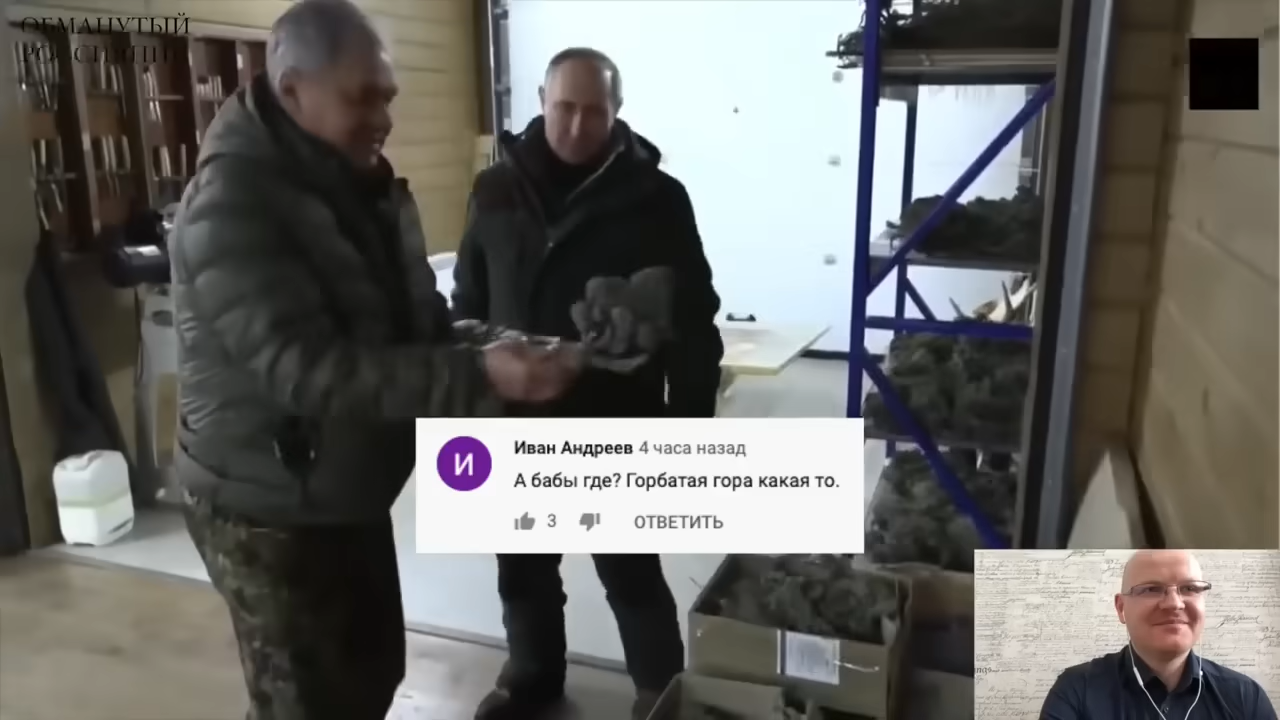 ОБМАНУТЫЙ
РОССИЯНИН
Иван Андреев 4 часа назад
А бабы где? Горбатая гора какая то.
3
ОТВЕТИТЬ